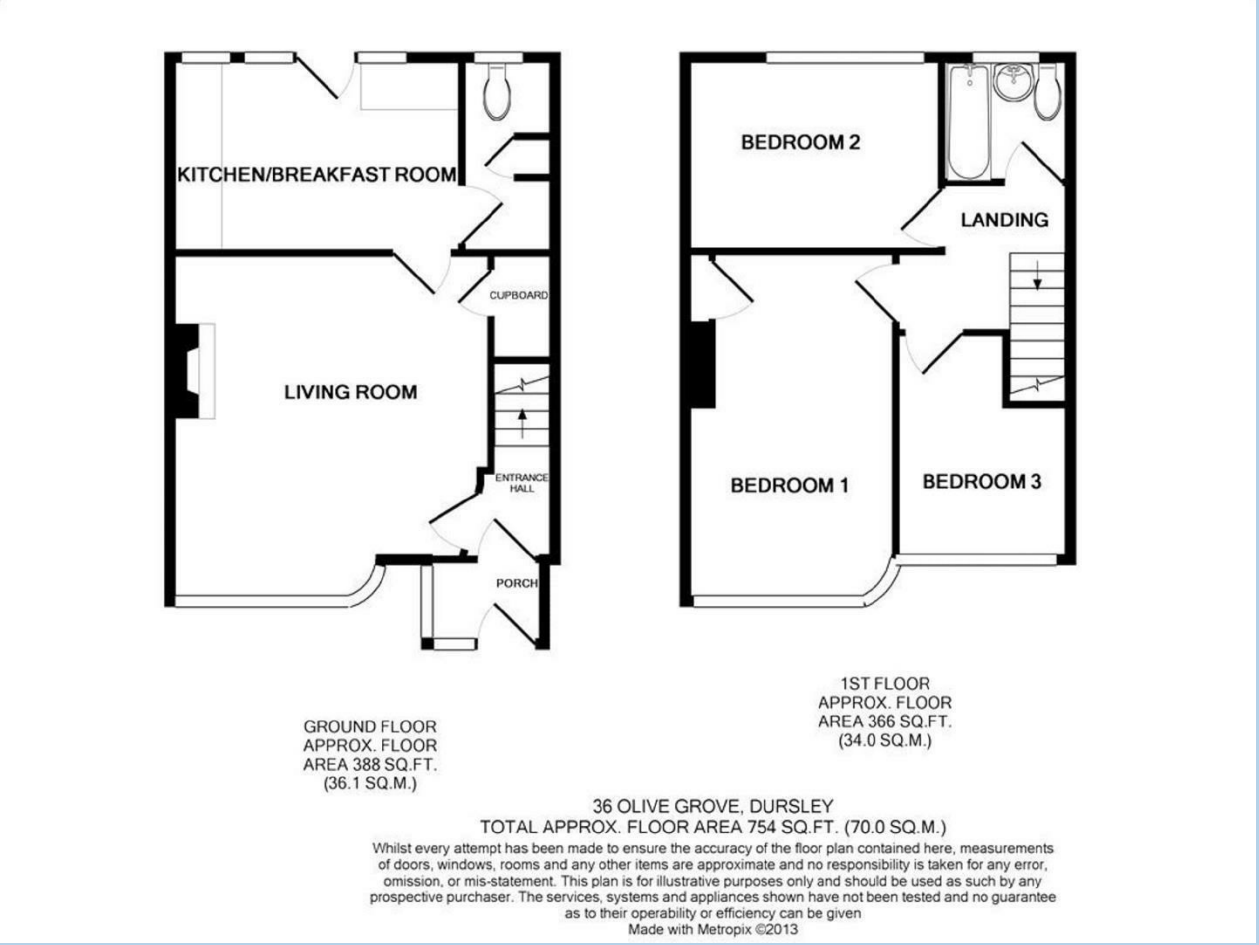 KITCHEN/BREAKFAST ROOM
CUPBOARD
LIVING ROOM
ENTRANCE
HALL
PORCH
GROUND FLOOR
APPROX. FLOOR
AREA 388 SQ.FT.
(36.1 SQ.M.)
BEDROOM 2
LANDING
BEDROOM 1
BEDROOM 3
1ST FLOOR
APPROX. FLOOR
AREA 366 SQ.FT.
(34.0 SQ.M.)
36 OLIVE GROVE, DURSLEY
TOTAL APPROX. FLOOR AREA 754 SQ.FT. (70.0 SQ.M.)
Whilst every attempt has been made to ensure the accuracy of the floor plan contained here, measurements
of doors, windows, rooms and any other items are approximate and no responsibility is taken for any error,
omission, or mis-statement. This plan is for illustrative purposes only and should be used as such by any
prospective purchaser. The services, systems and appliances shown have not been tested and no guarantee
as to their operability or efficiency can be given
Made with Metropix ©2013